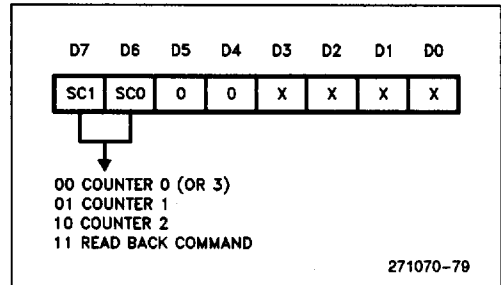 D7 D6 D5 D4 D3 D2 D1 D0
SC1 SC0 0 0 X X X X
00 COUNTER 0 (OR 3)
01 COUNTER 1
10 COUNTER 2
11 READ BACK COMMAND
271070-79